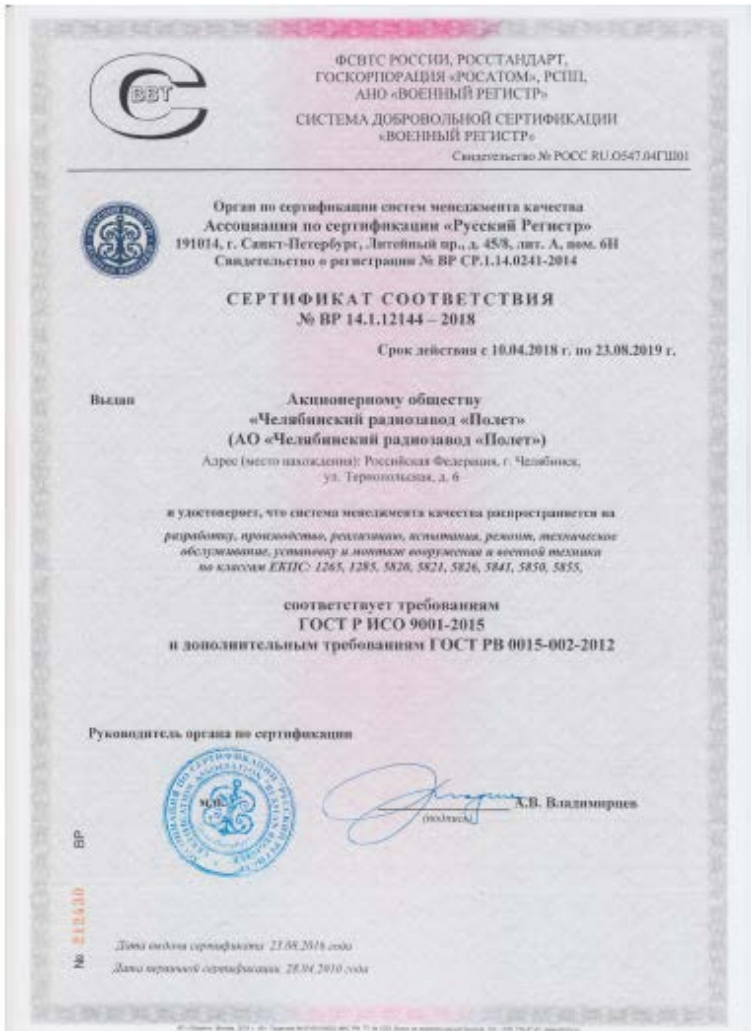 СВВТ
ФСВТС РОССИИ, РОССТАНДАРТ,
ГОСКОРПОРАЦИЯ «РОСАТОМ», РСПП,
АНО «ВОЕННЫЙ РЕГИСТР»
СИСТЕМА ДОБРОВОЛЬНОЙ СЕРТИФИКАЦИИ
«ВОЕННЫЙ РЕГИСТР»
Свидетельство № РОСС RU.О547.04ГШ01
Орган по сертификации систем менеджмента качества
Ассоциация по сертификации «Русский Регистр»
191014, г. Санкт-Петербург, Литейный пр., д. 45/8, лит. А, пом. 6Н
Свидетельство о регистрации № ВР СР.1.14.0241-2014
СЕРТИФИКАТ СООТВЕТСТВИЯ
№ ВР 14.1.12144 – 2018
Срок действия с 10.04.2018 г. по 23.08.2019 г.
Выдан
Акционерному обществу
«Челябинский радиозавод «Полет»
(АО «Челябинский радиозавод «Полет»)
Адрес (место нахождения): Российская Федерация, г. Челябинск,
ул. Тернопольская, д. 6
и удостоверяет, что система менеджмента качества распространяется на
разработку, производство, реализацию, испытания, ремонт, техническое
обслуживание, установку и монтаж вооружения и военной техники
по классам ЕКПС: 1265, 1285, 5820, 5821, 5826, 5841, 5850, 5855,
соответствует требованиям
ГОСТ Р ИСО 9001-2015
и дополнительным требованиям ГОСТ РВ 0015-002-2012
Руководитель органа по сертификации
м.п.
А.В. Владимирцев
(подпись)
№ 212430 ВР
Дата выдачи сертификата 23.08.2016 года
Дата первичной сертификации 28.04.2010 года